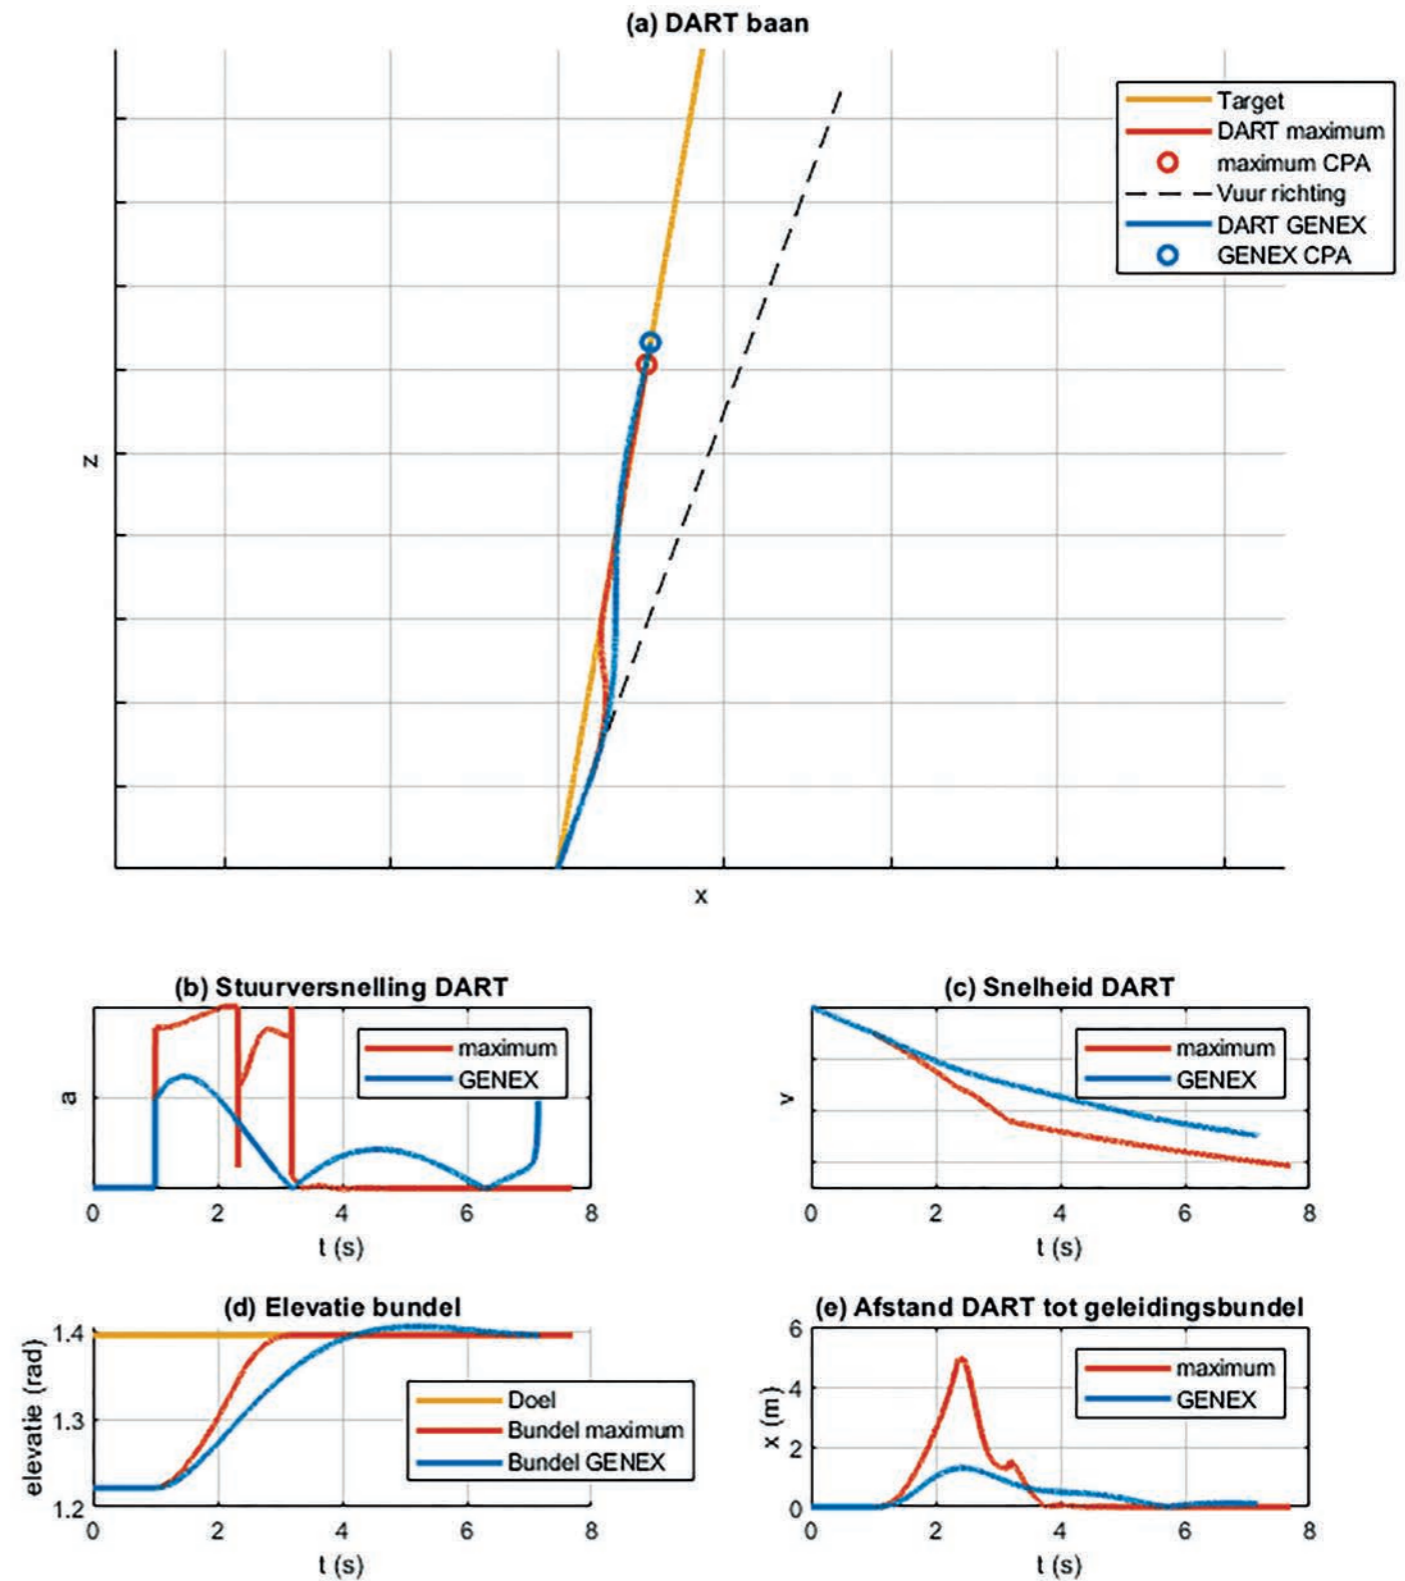 (a) DART baan
Target
DART maximum
maximum CPA
Vuur richting
DART GENEX
GENEX CPA
z
x
(b) Stuurversnelling DART
maximum
GENEX
a
0 2 4 6 8
t (s)
(c) Snelheid DART
maximum
GENEX
v
0 2 4 6 8
t (s)
(d) Elevatie bundel
1.4
1.3
1.2
elevatie (rad)
Doel
Bundel maximum
Bundel GENEX
0 2 4 6 8
t (s)
(e) Afstand DART tot geleidingsbundel
6
4
2
0
x (m)
maximum
GENEX
0 2 4 6 8
t (s)